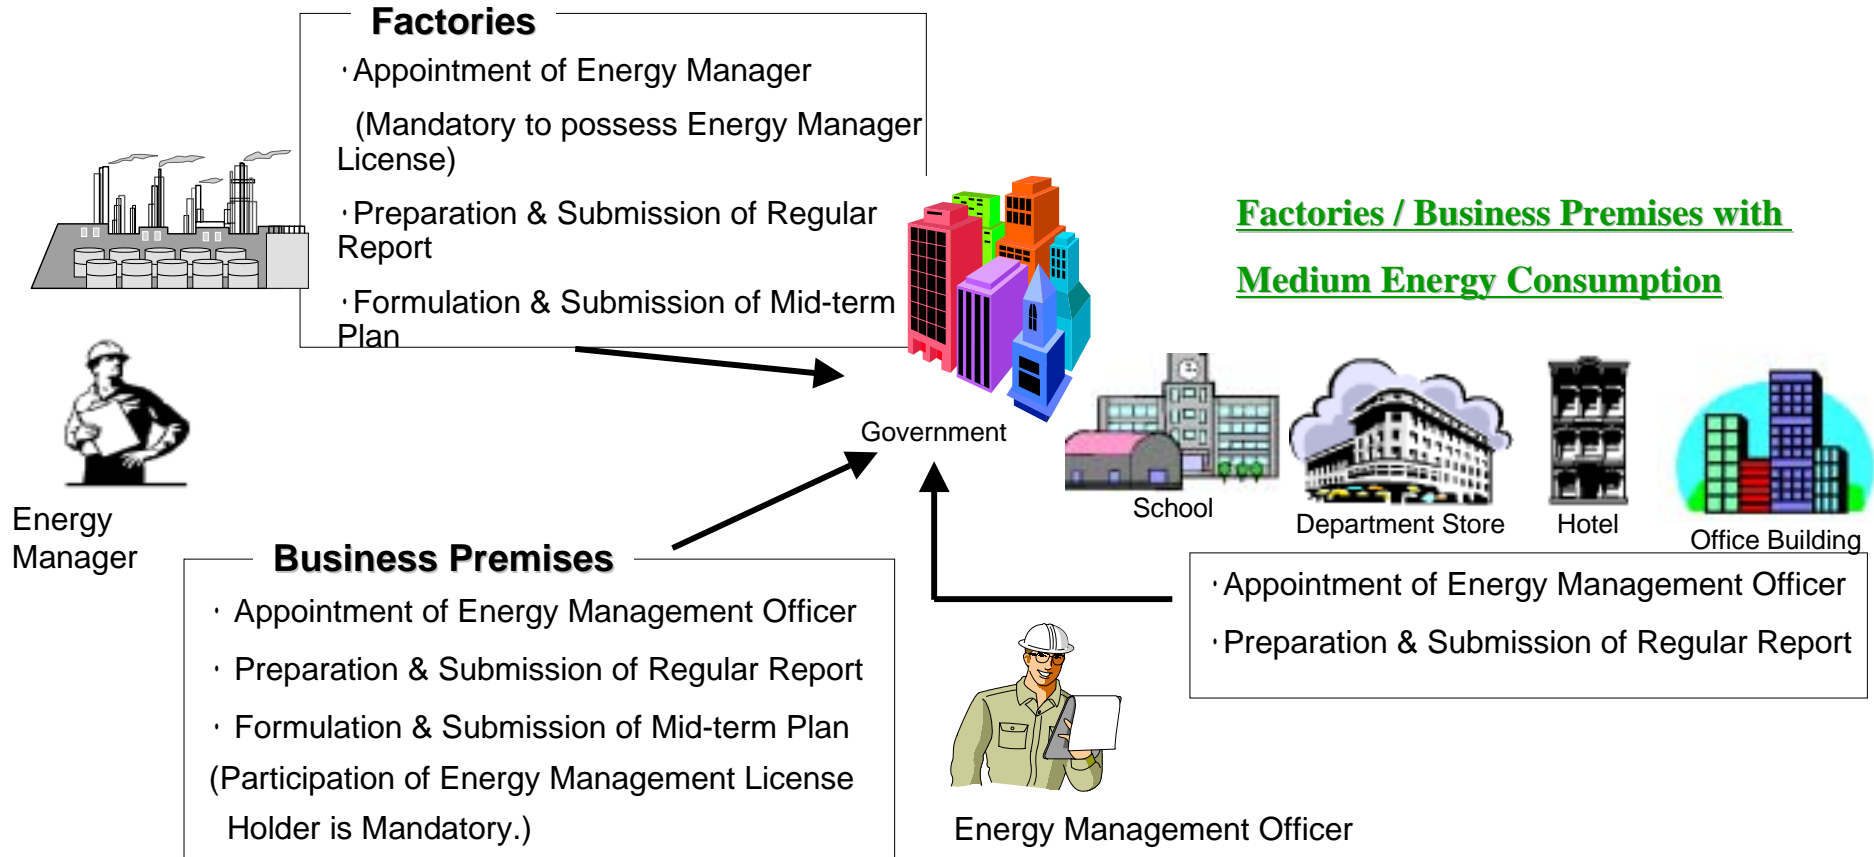 Factories
·Appointment of Energy Manager
(Mandatory to possess Energy Manager
License)
·Preparation & Submission of Regular
Report
·Formulation & Submission of Mid-term
Plan
Factories / Business Premises with
Medium Energy Consumption
Government
School
Department Store
Hotel
Office Building
Energy
Manager
Business Premises
· Appointment of Energy Management Officer
· Preparation & Submission of Regular Report
· Formulation & Submission of Mid-term Plan
(Participation of Energy Management License
Holder is Mandatory.)
·Appointment of Energy Management Officer
·Preparation & Submission of Regular Report
Energy Management Officer